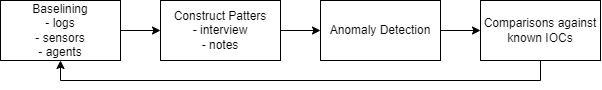 Baselining
- logs
- sensors
- agents
Construct Patters
- interview
- notes
Anomaly Detection
Comparisons against
known IOCs